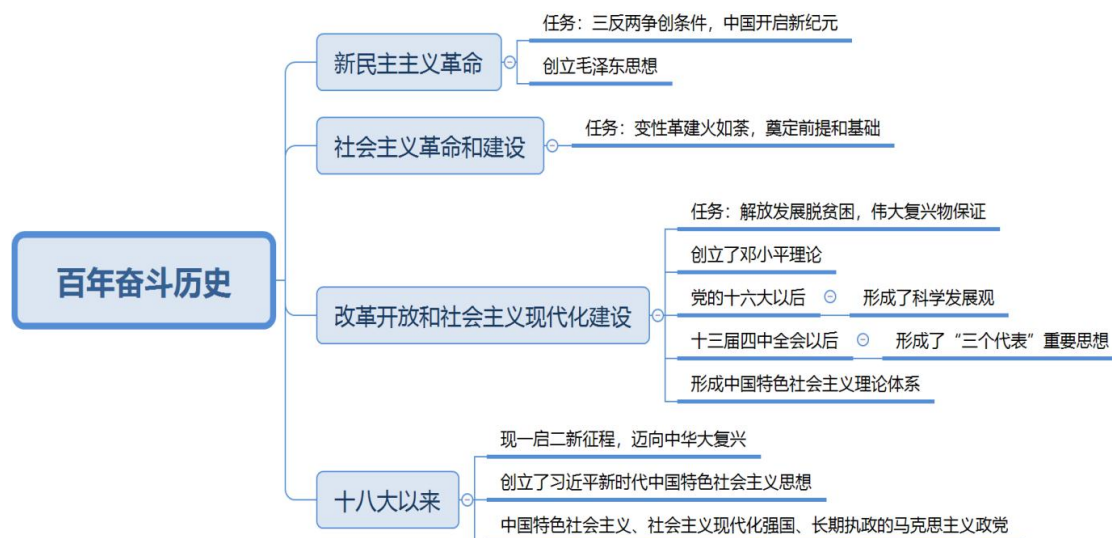 百年奋斗历史
新民主主义革命
任务：三反两争创条件，中国开启新纪元
创立毛泽东思想
社会主义革命和建设
任务：变性革建火如荼，奠定前提和基础
改革开放和社会主义现代化建设
任务：解放发展脱贫困，伟大复兴物保证
创立了邓小平理论
党的十六大以后
形成了科学发展观
十三届四中全会以后
形成了“三个代表”重要思想
形成中国特色社会主义理论体系
十八大以来
现一启二新征程，迈向中华大复兴
创立了习近平新时代中国特色社会主义思想
中国特色社会主义、社会主义现代化强国、长期执政的马克思主义政党